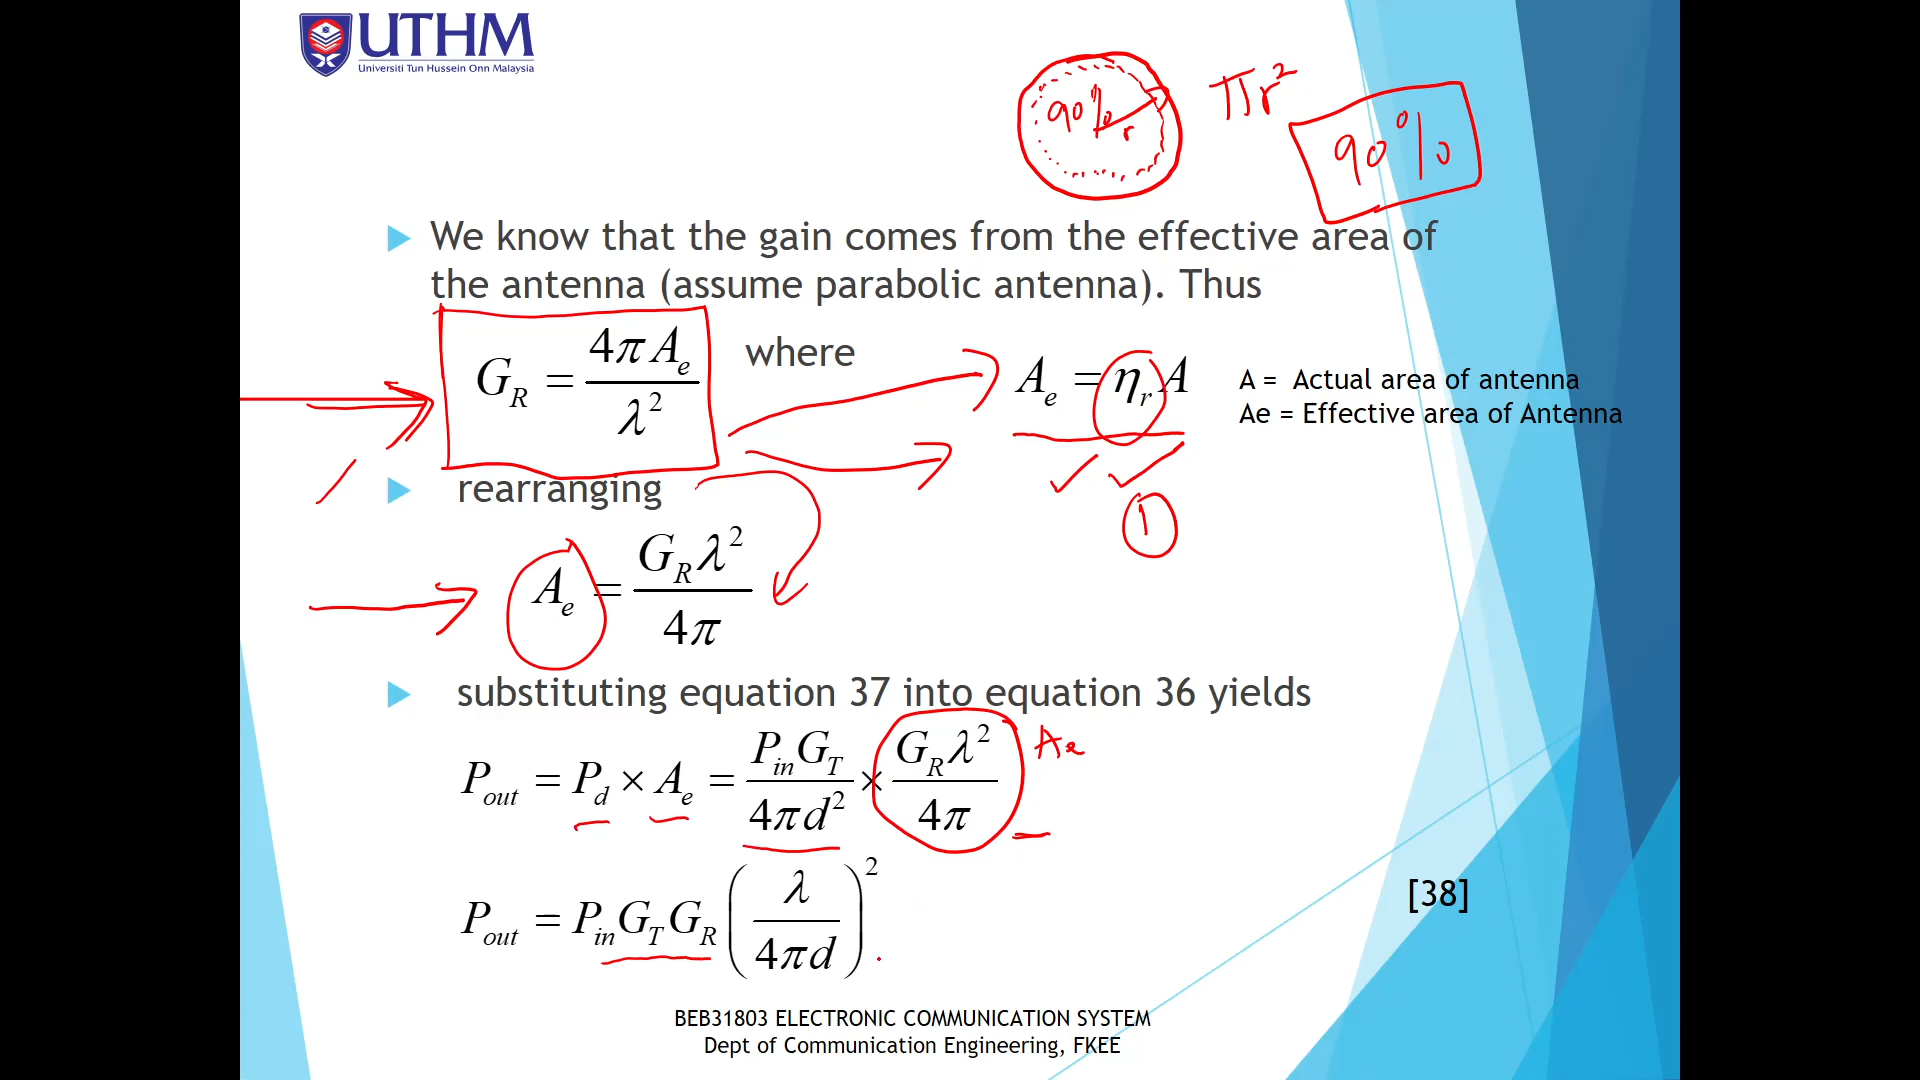 UTHM
Universiti Tun Hussein Onn Malaysia
90% r
πr²
90%
We know that the gain comes from the effective area of
the antenna (assume parabolic antenna). Thus
G_R = 4πA_e / λ² where A_e = η_r A
A = Actual area of antenna
Ae = Effective area of Antenna
1
rearranging
A_e = G_R λ² / 4π
substituting equation 37 into equation 36 yields
P_out = P_d × A_e = P_in G_T / 4πd² × G_R λ² / 4π
Ae
P_out = P_in G_T G_R (λ / 4πd)²
[38]
BEB31803 ELECTRONIC COMMUNICATION SYSTEM
Dept of Communication Engineering, FKEE